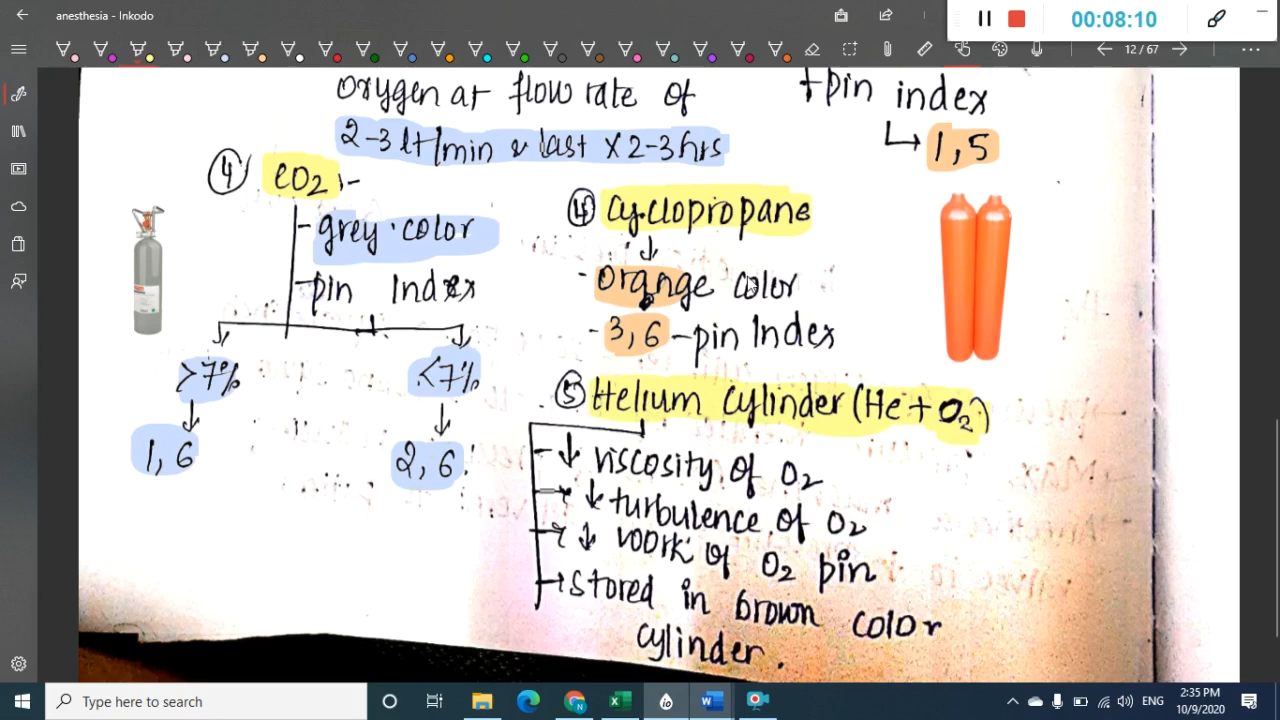 anesthesia - Inkodo
00:08:10
12 / 67
oxygen at flow rate of
2-3 lt/min & last x 2-3 hrs
+pin index
1,5
④ CO2 :-
- grey color
- pin Index
>7%
<7%
1, 6
2, 6
④ Cyclopropane
- orange color
- 3, 6 - pin Index
⑤ Helium cylinder (He + O2)
- ↓ viscosity of O2
↓ turbulence of O2
↓ work of O2 pin
→ stored in brown color
cylinder.
Type here to search
N
ENG
2:35 PM
10/9/2020